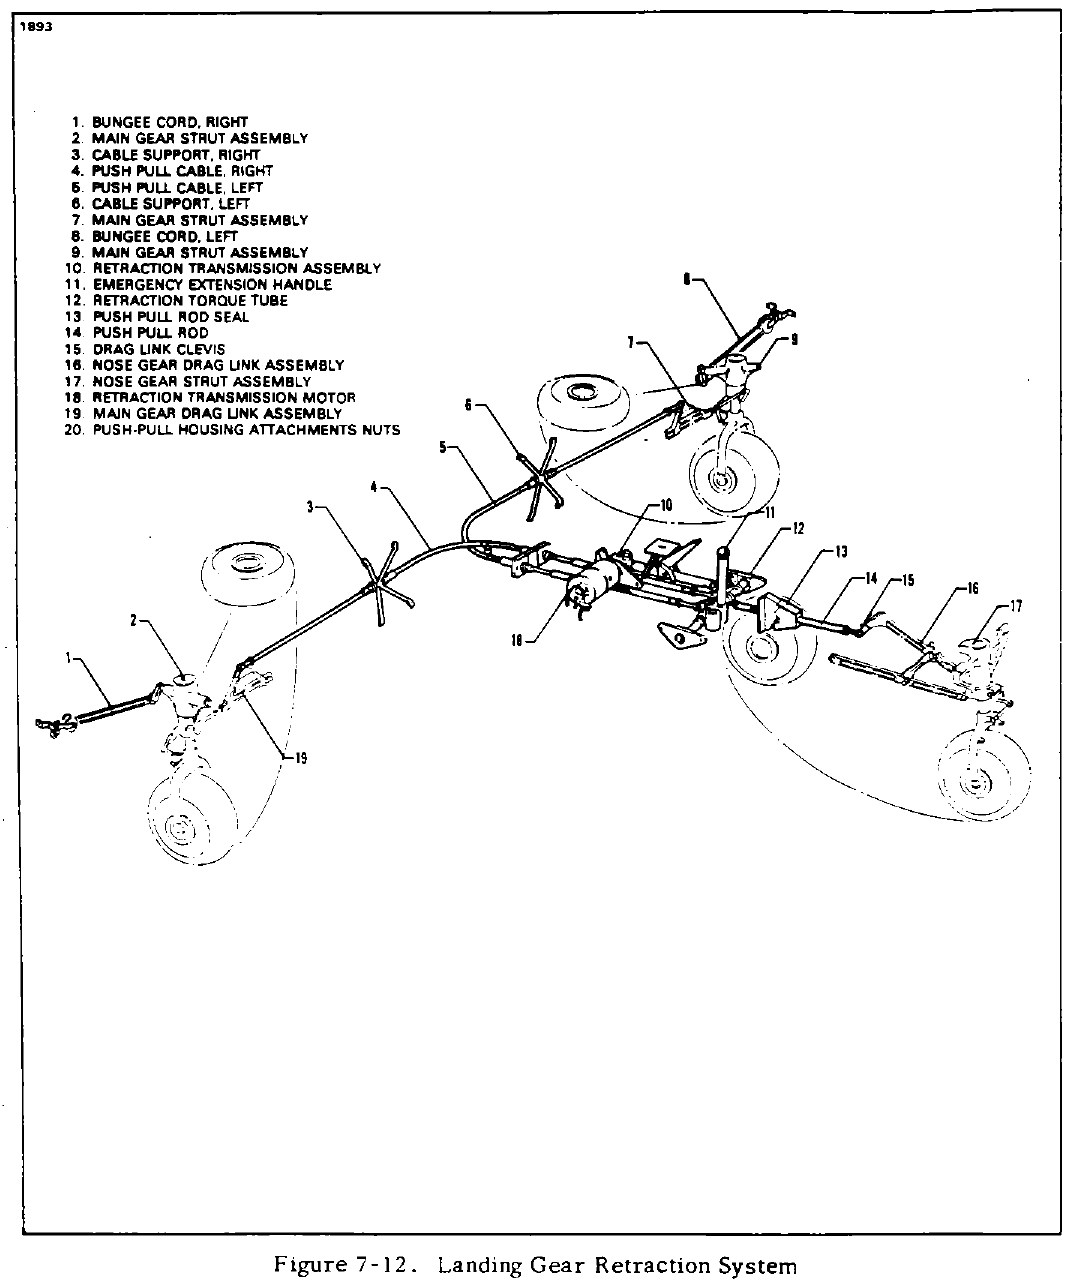 1893
1. BUNGEE CORD, RIGHT
2. MAIN GEAR STRUT ASSEMBLY
3. CABLE SUPPORT, RIGHT
4. PUSH PULL CABLE, RIGHT
5. PUSH PULL CABLE, LEFT
6. CABLE SUPPORT, LEFT
7. MAIN GEAR STRUT ASSEMBLY
8. BUNGEE CORD, LEFT
9. MAIN GEAR STRUT ASSEMBLY
10. RETRACTION TRANSMISSION ASSEMBLY
11. EMERGENCY EXTENSION HANDLE
12. RETRACTION TORQUE TUBE
13 PUSH PULL ROD SEAL
14 PUSH PULL ROD
15. DRAG LINK CLEVIS
16. NOSE GEAR DRAG LINK ASSEMBLY
17. NOSE GEAR STRUT ASSEMBLY
18. RETRACTION TRANSMISSION MOTOR
19 MAIN GEAR DRAG LINK ASSEMBLY
20. PUSH-PULL HOUSING ATTACHMENTS NUTS
8
7
9
6
5
4
3
10
11
12
13
14
15
16
17
18
2
1
19
Figure 7-12. Landing Gear Retraction System